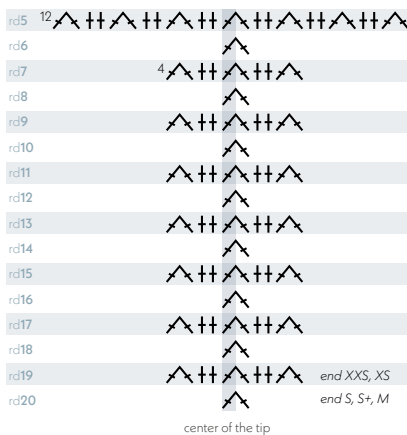 rd5 12
rd6
rd7 4
rd8
rd9
rd10
rd11
rd12
rd13
rd14
rd15
rd16
rd17
rd18
rd19 end XXS, XS
rd20 end S, S+, M
center of the tip